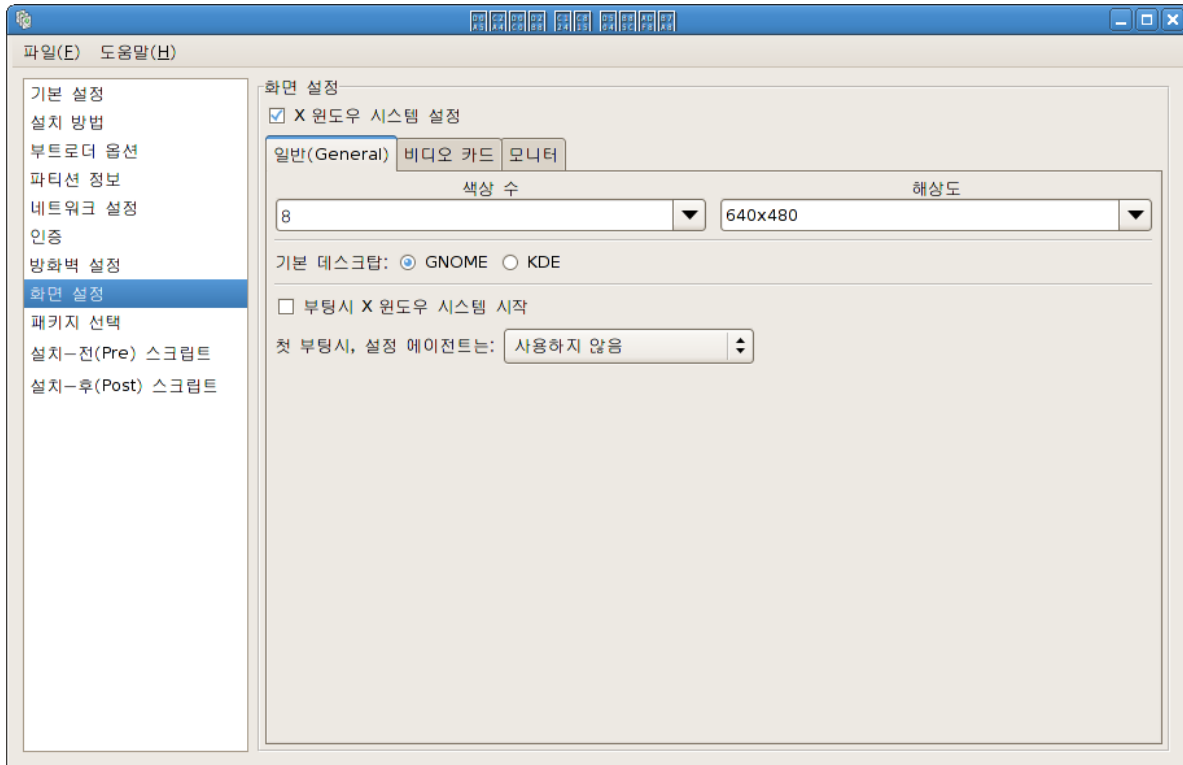 파일(F) 도움말(H)
기본 설정
설치 방법
부트로더 옵션
파티션 정보
네트워크 설정
인증
방화벽 설정
화면 설정
패키지 선택
설치-전(Pre) 스크립트
설치-후(Post) 스크립트
화면 설정
X 윈도우 시스템 설정
일반(General) 비디오 카드 모니터
색상 수 해상도
8 640x480
기본 데스크탑: GNOME KDE
부팅시 X 윈도우 시스템 시작
첫 부팅시, 설정 에이전트는: 사용하지 않음